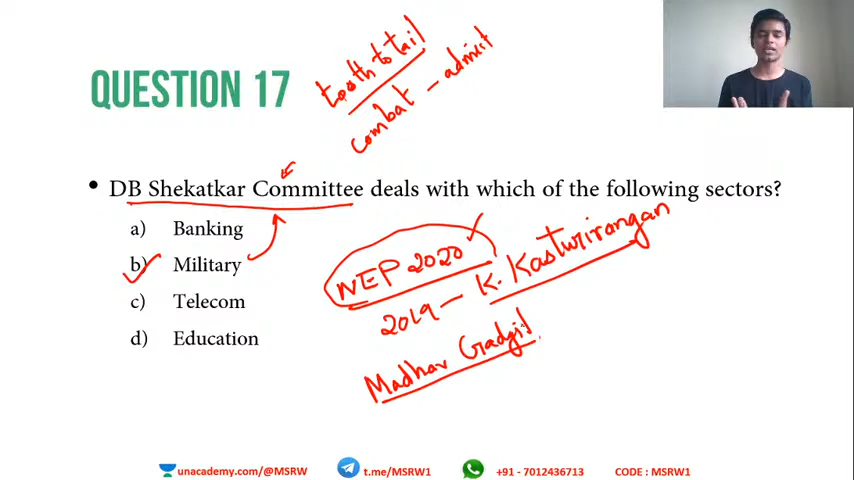 QUESTION 17
tooth to tail
combat - admist
• DB Shekatkar Committee deals with which of the following sectors?
a) Banking
b) Military
c) Telecom
d) Education
NEP 2020
2019 - K. Kasturirangan
Madhav Gadgil
unacademy.com/@MSRW
t.me/MSRW1
+91 - 7012436713
CODE : MSRW1